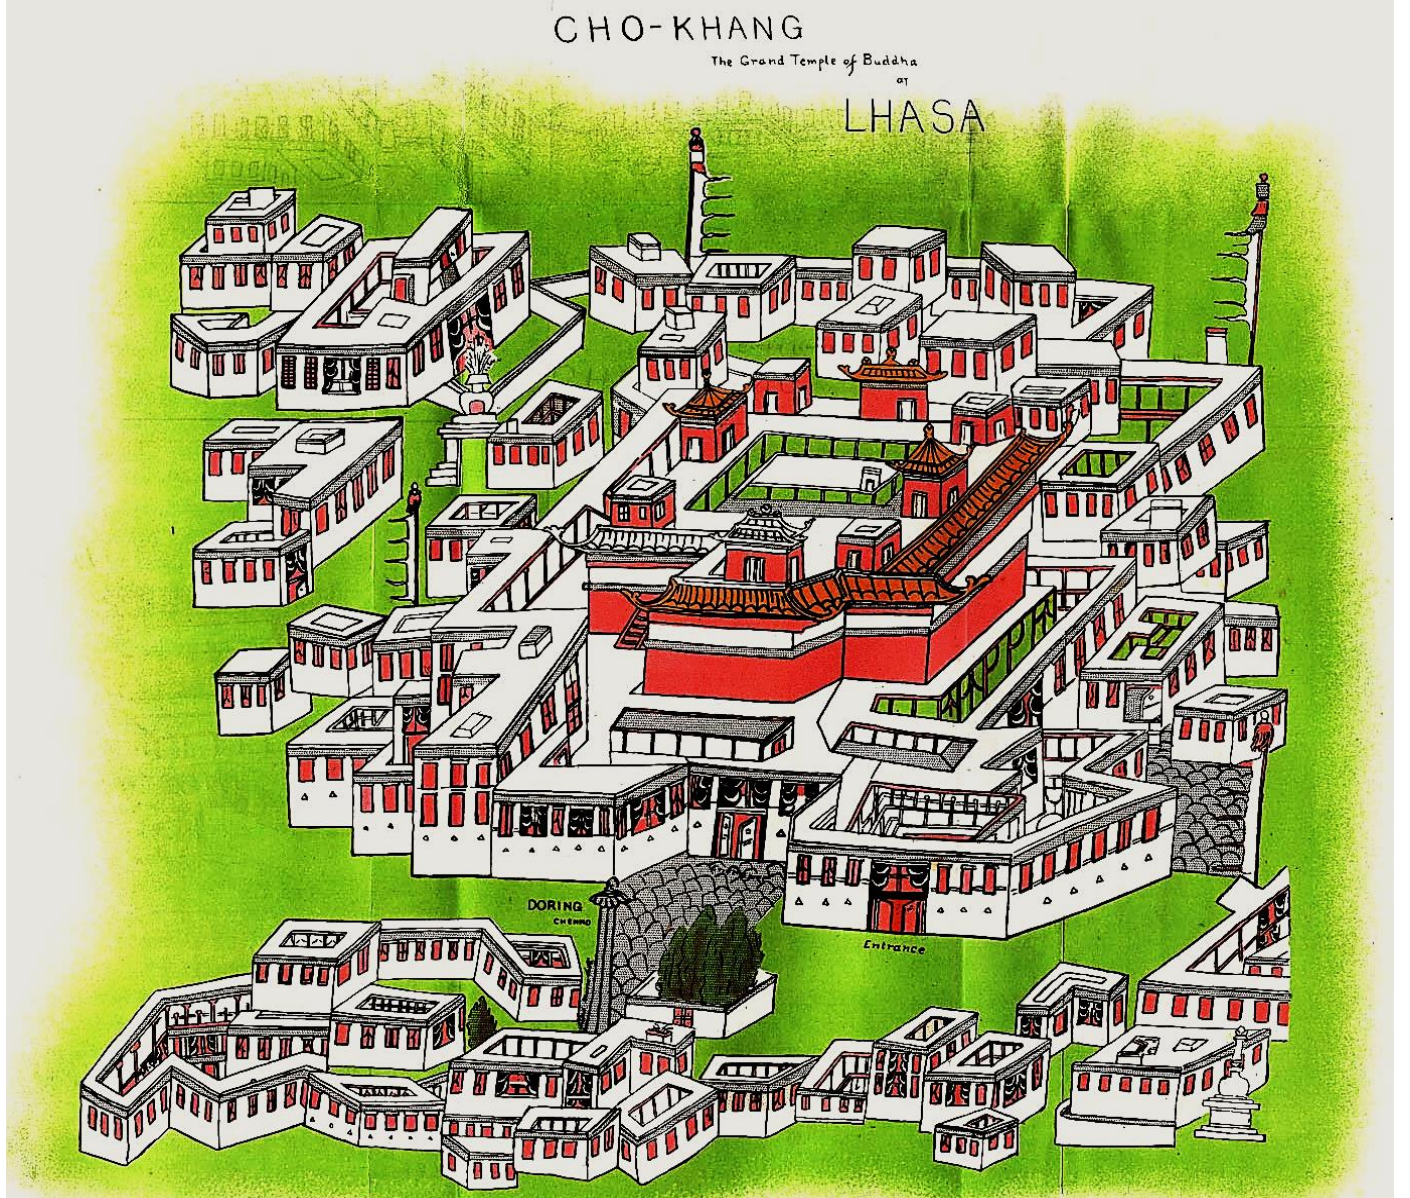 CHO-KHANG
The Grand Temple of Buddha
at
LHASA
DORING
CHENMO
Entrance